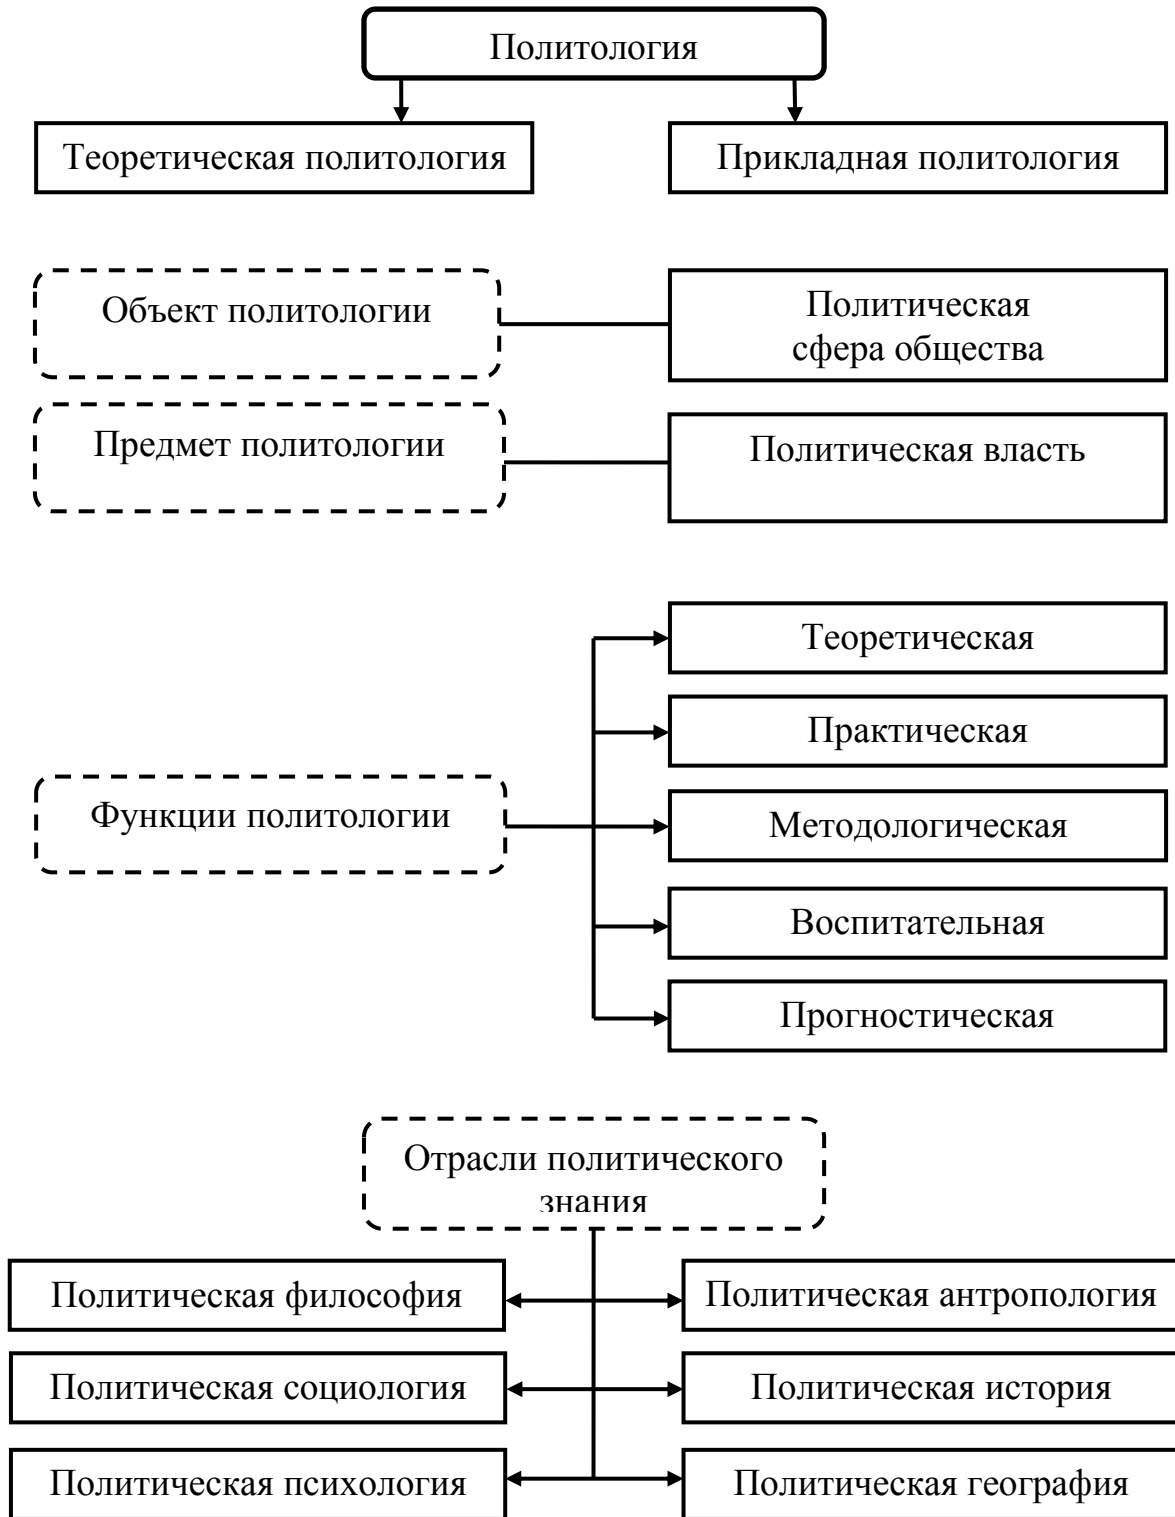 Политология
Теоретическая политология
Прикладная политология
Объект политологии
Политическая
сфера общества
Предмет политологии
Политическая власть
Функции политологии
Теоретическая
Практическая
Методологическая
Воспитательная
Прогностическая
Отрасли политического
знания
Политическая философия
Политическая антропология
Политическая социология
Политическая история
Политическая психология
Политическая география